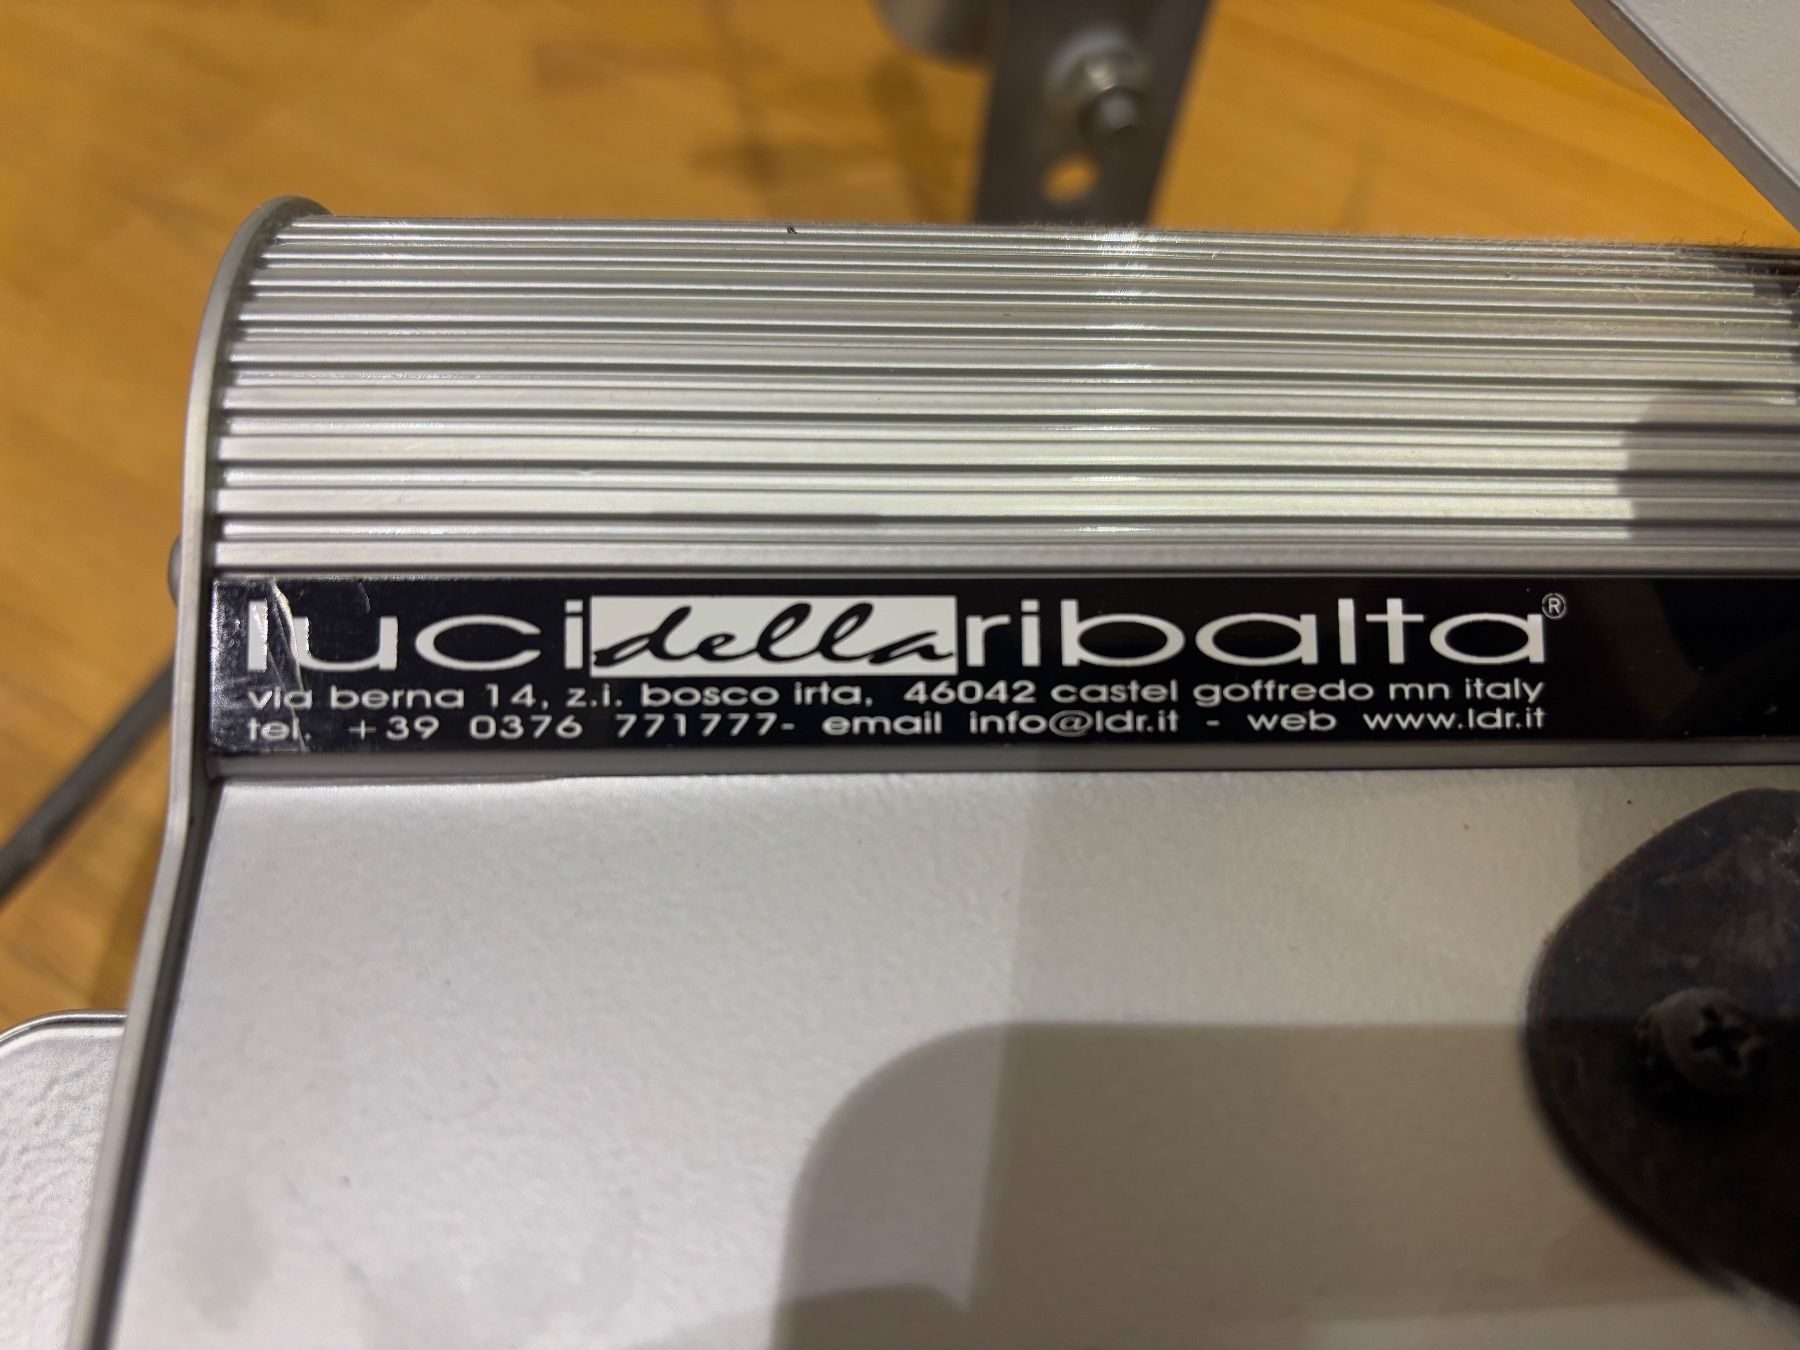 lucidellaribalta®
via berna 14, z.i. bosco irta, 46042 castel goffredo mn italy
tel. +39 0376 771777- email info@ldr.it - web www.ldr.it